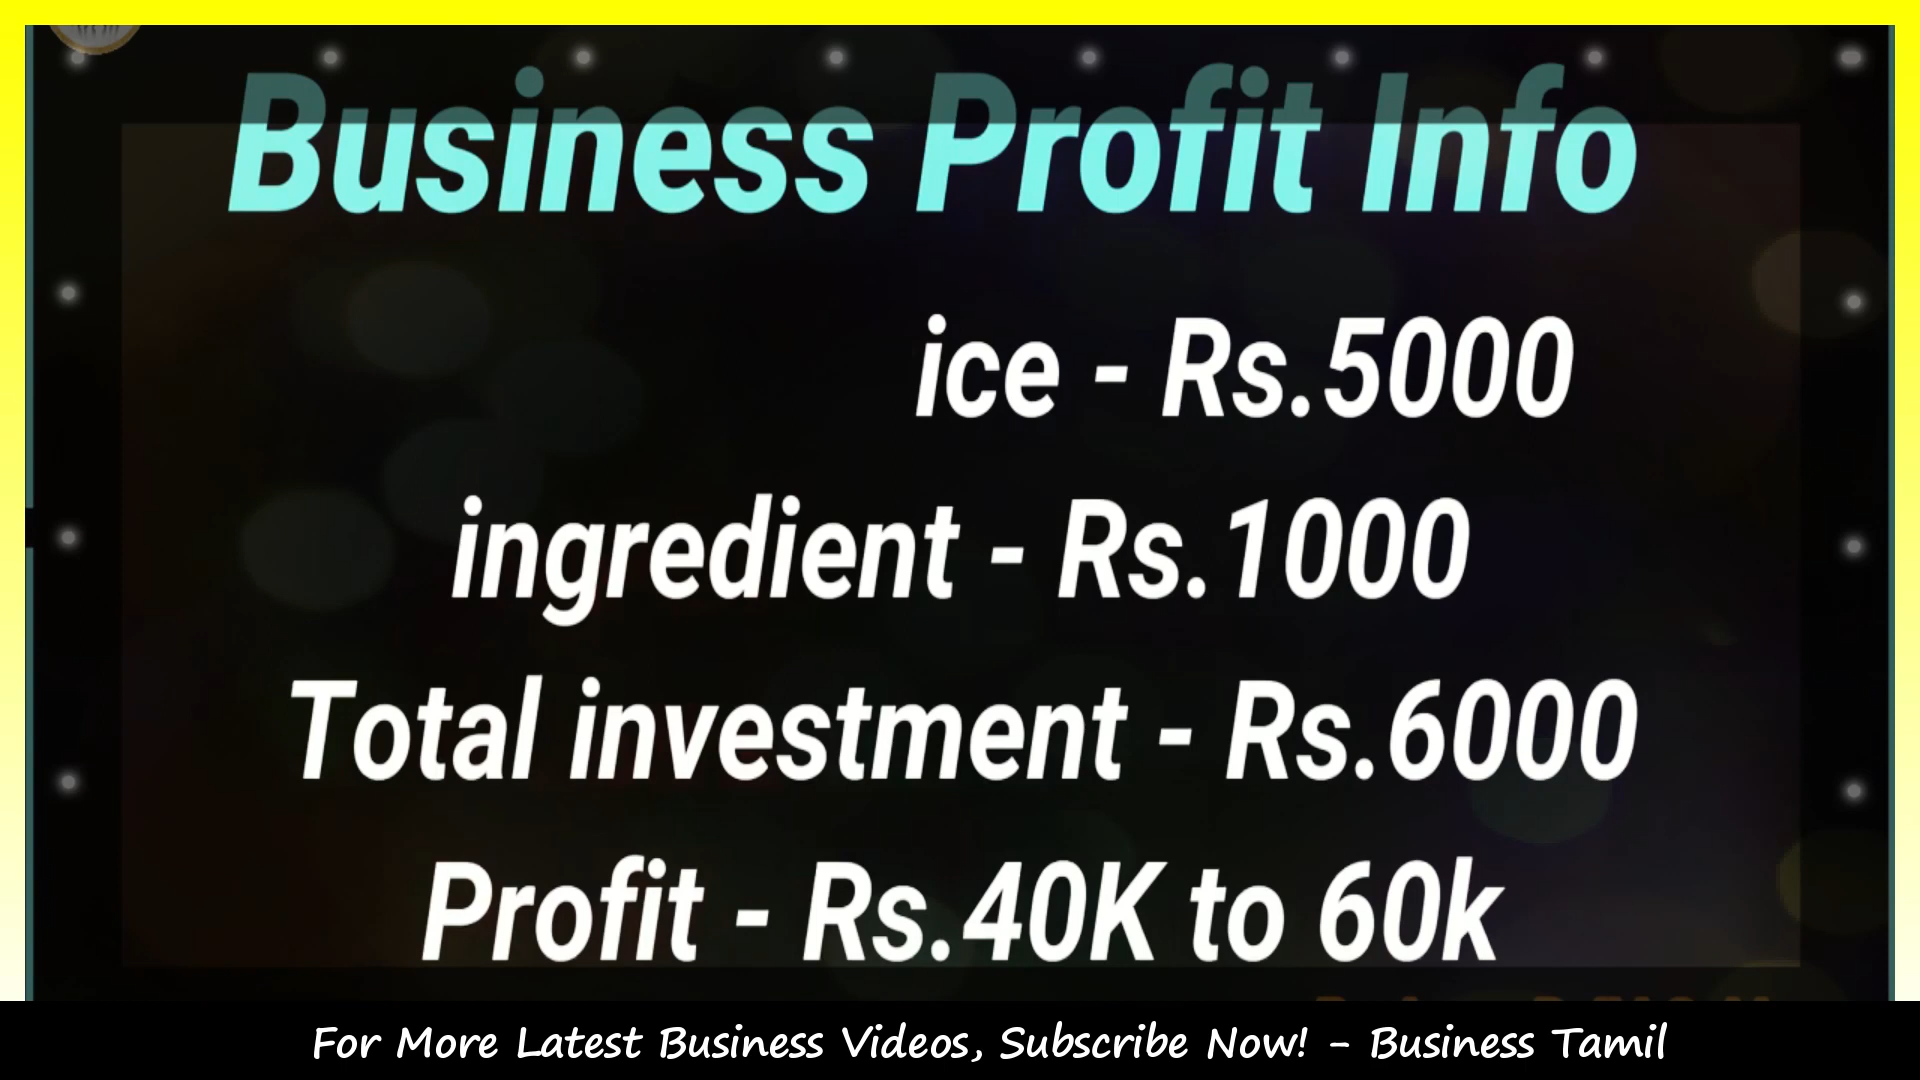 Business Profit Info
ice - Rs.5000
ingredient - Rs.1000
Total investment - Rs.6000
Profit - Rs.40K to 60k
For More Latest Business Videos, Subscribe Now! - Business Tamil